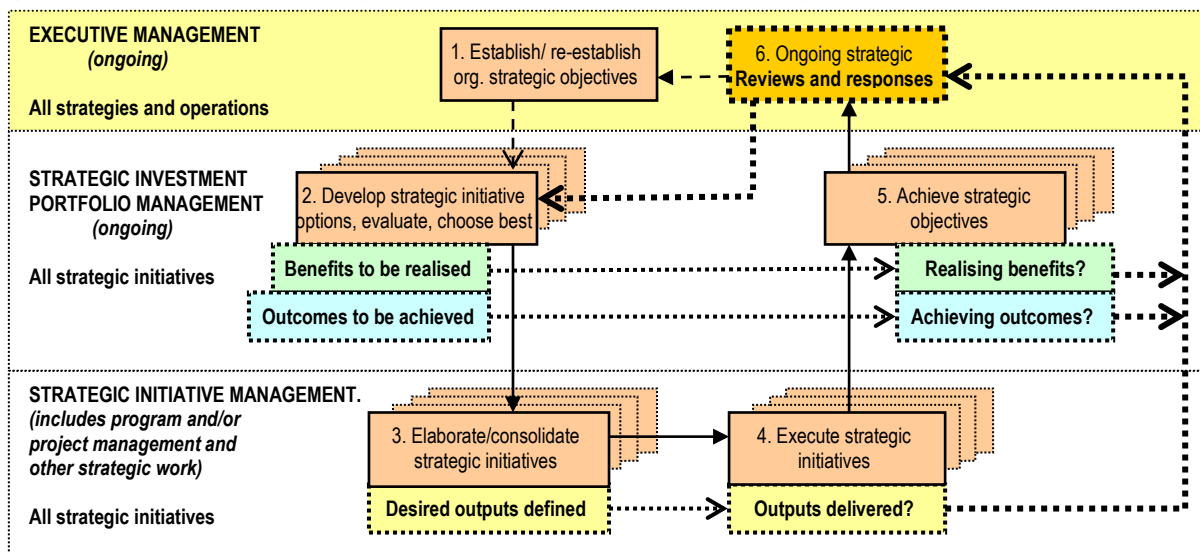 EXECUTIVE MANAGEMENT
(ongoing)
All strategies and operations
1. Establish/ re-establish
org. strategic objectives
6. Ongoing strategic
Reviews and responses
STRATEGIC INVESTMENT
PORTFOLIO MANAGEMENT
(ongoing)
All strategic initiatives
2. Develop strategic initiative
options, evaluate, choose best
Benefits to be realised
Outcomes to be achieved
5. Achieve strategic
objectives
Realising benefits?
Achieving outcomes?
STRATEGIC INITIATIVE MANAGEMENT.
(includes program and/or
project management and
other strategic work)
All strategic initiatives
3. Elaborate/consolidate
strategic initiatives
Desired outputs defined
4. Execute strategic
initiatives
Outputs delivered?